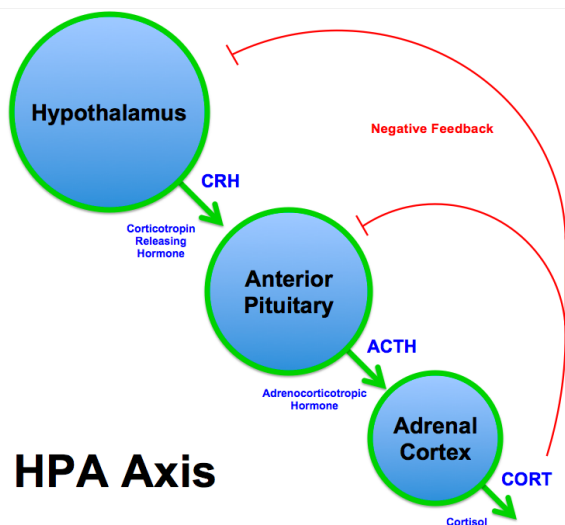 Hypothalamus
Negative Feedback
CRH
Corticotropin
Releasing
Hormone
Anterior
Pituitary
ACTH
Adrenocorticotropic
Hormone
Adrenal
Cortex
HPA Axis
CORT
Cortisol